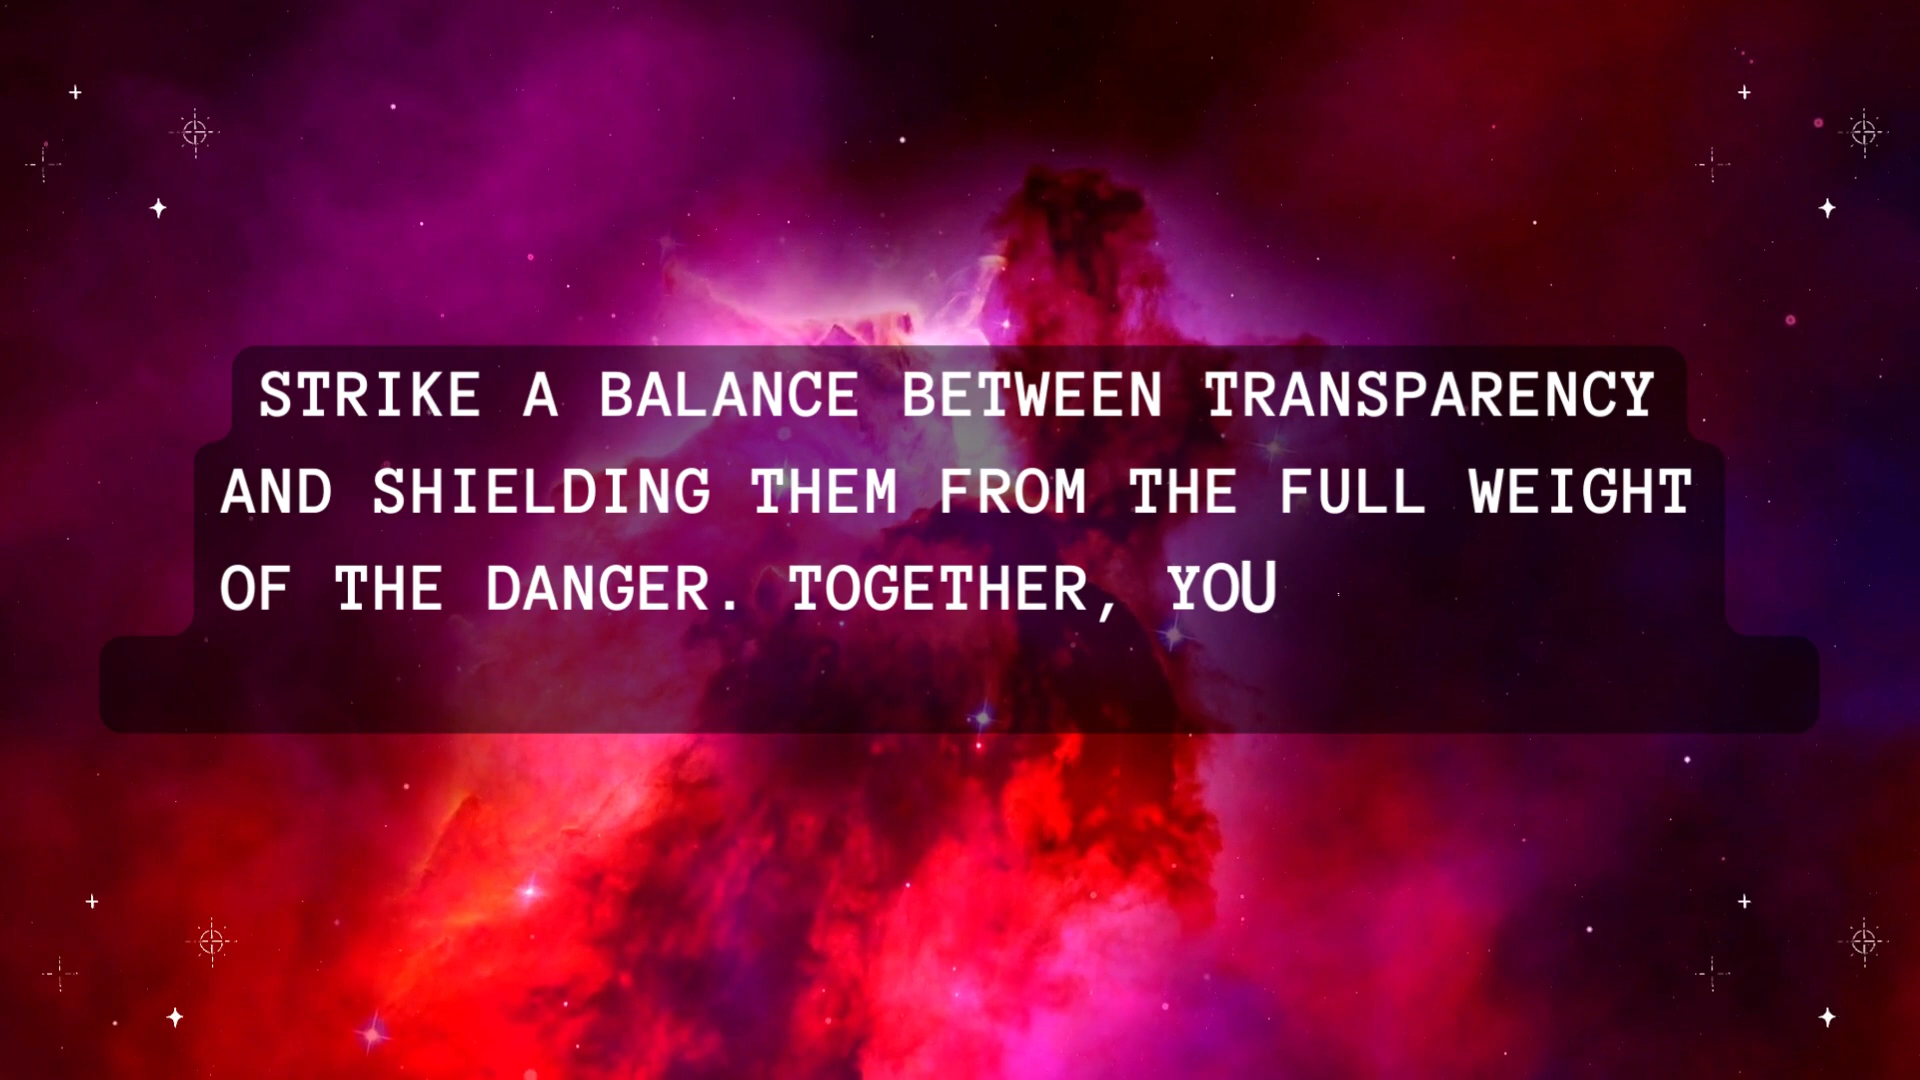 STRIKE A BALANCE BETWEEN TRANSPARENCY
AND SHIELDING THEM FROM THE FULL WEIGHT
OF THE DANGER. TOGETHER, YOU